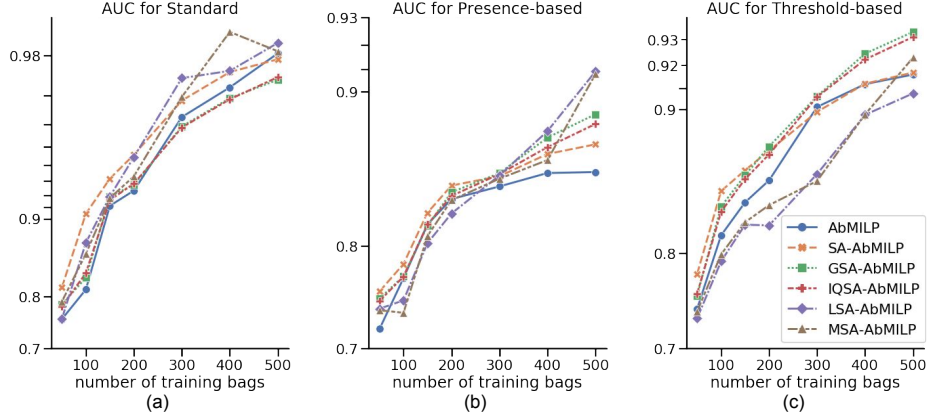 AUC for Standard
0.98
0.9
0.8
0.7
100 200 300 400 500
number of training bags
(a)
AUC for Presence-based
0.93
0.9
0.8
0.7
100 200 300 400 500
number of training bags
(b)
AUC for Threshold-based
0.93
0.92
0.9
0.8
0.7
AbMILP
SA-AbMILP
GSA-AbMILP
IQSA-AbMILP
LSA-AbMILP
MSA-AbMILP
100 200 300 400 500
number of training bags
(c)